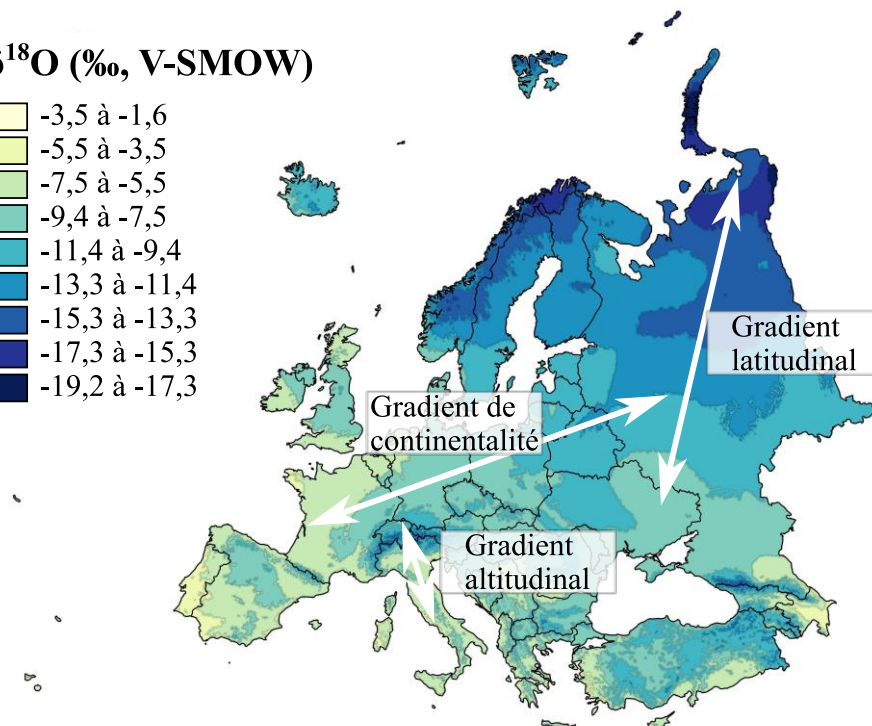 δ¹⁸O (‰, V-SMOW)
-3,5 à -1,6
-5,5 à -3,5
-7,5 à -5,5
-9,4 à -7,5
-11,4 à -9,4
-13,3 à -11,4
-15,3 à -13,3
-17,3 à -15,3
-19,2 à -17,3
Gradient
latitudinal
Gradient de
continentalité
Gradient
altitudinal